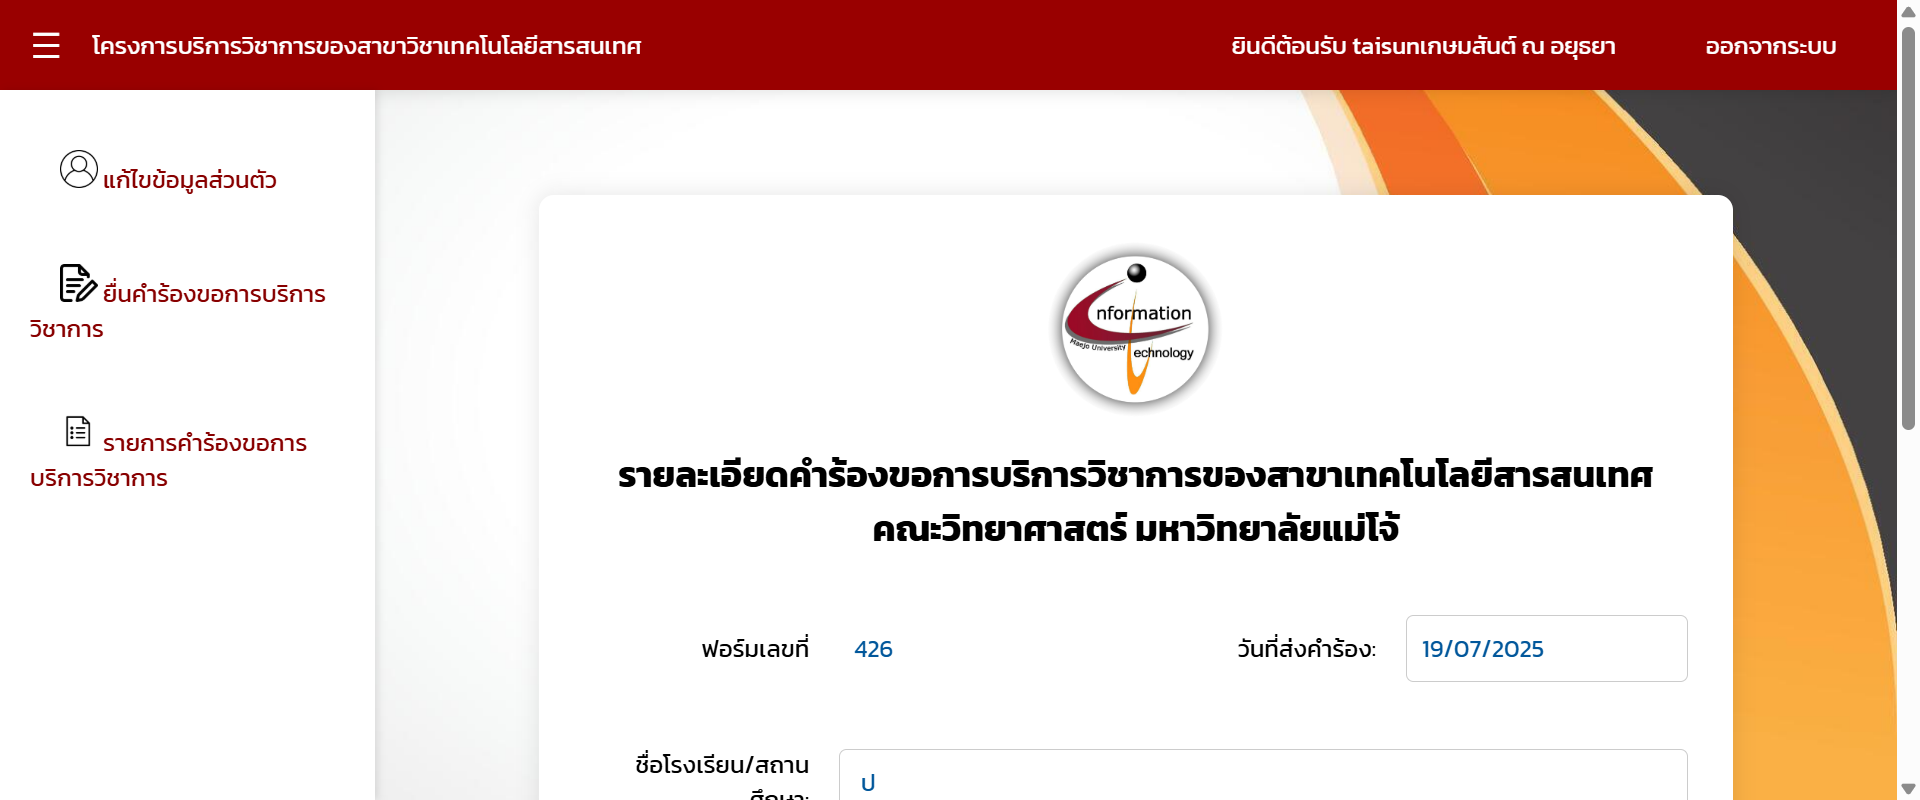 โครงการบริการวิชาการของสาขาวิชาเทคโนโลยีสารสนเทศ
ยินดีต้อนรับ taisunเกษมสันต์ ณ อยุธยา
ออกจากระบบ
แก้ไขข้อมูลส่วนตัว
ยื่นคำร้องขอการบริการ
วิชาการ
รายการคำร้องขอการ
บริการวิชาการ
nformation
Maejo University
echnology
รายละเอียดคำร้องขอการบริการวิชาการของสาขาเทคโนโลยีสารสนเทศ
คณะวิทยาศาสตร์ มหาวิทยาลัยแม่โจ้
ฟอร์มเลขที่ 426
วันที่ส่งคำร้อง: 19/07/2025
ชื่อโรงเรียน/สถาน
ศึกษา:
ป